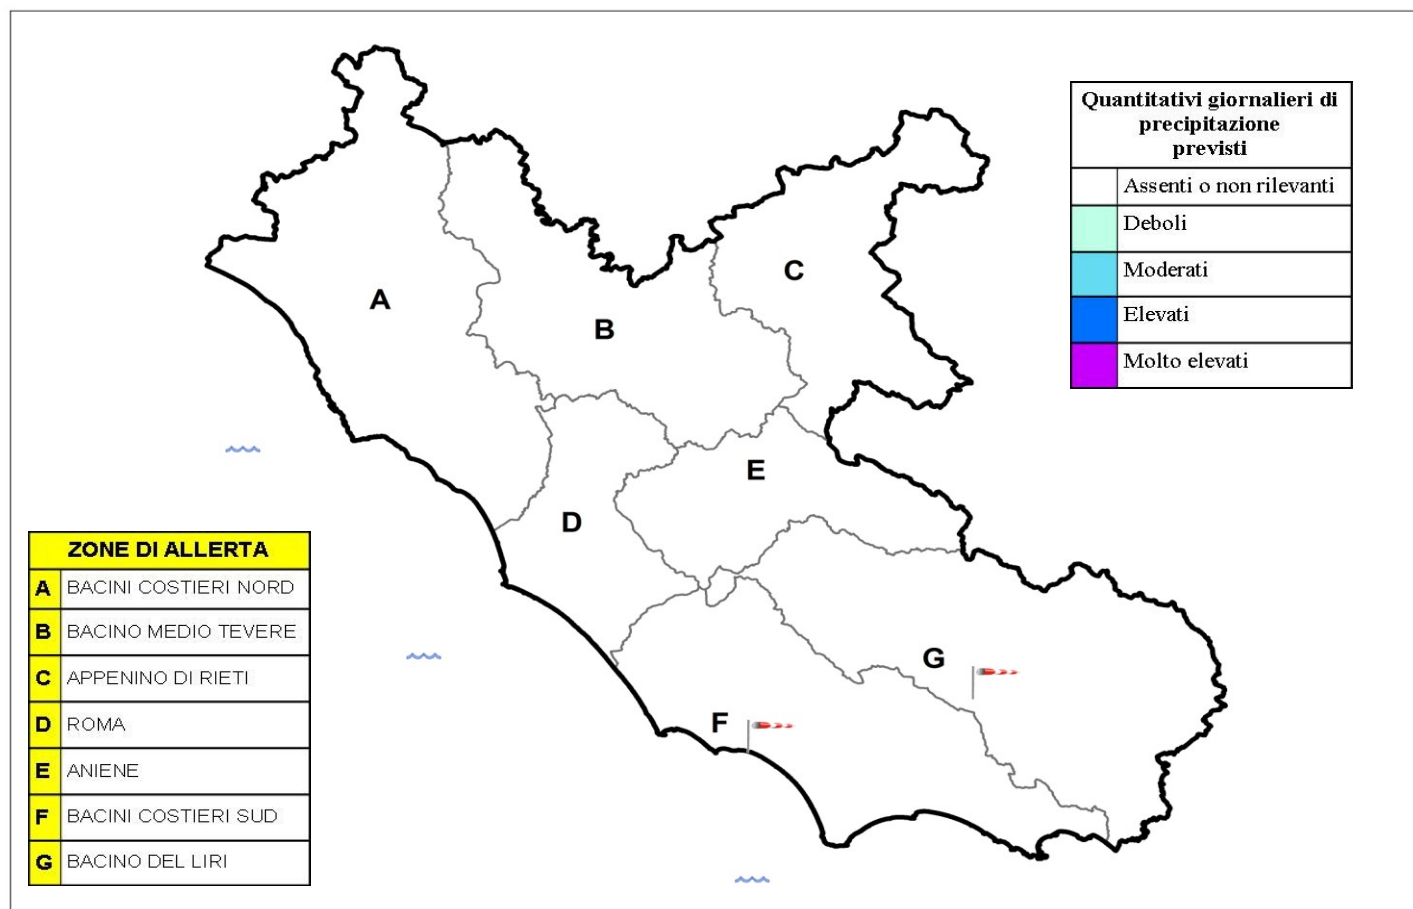 Quantitativi giornalieri di
precipitazione
previsti
Assenti o non rilevanti
Deboli
Moderati
Elevati
Molto elevati
A
B
C
D
E
F
G
ZONE DI ALLERTA
A BACINI COSTIERI NORD
B BACINO MEDIO TEVERE
C APPENINO DI RIETI
D ROMA
E ANIENE
F BACINI COSTIERI SUD
G BACINO DEL LIRI